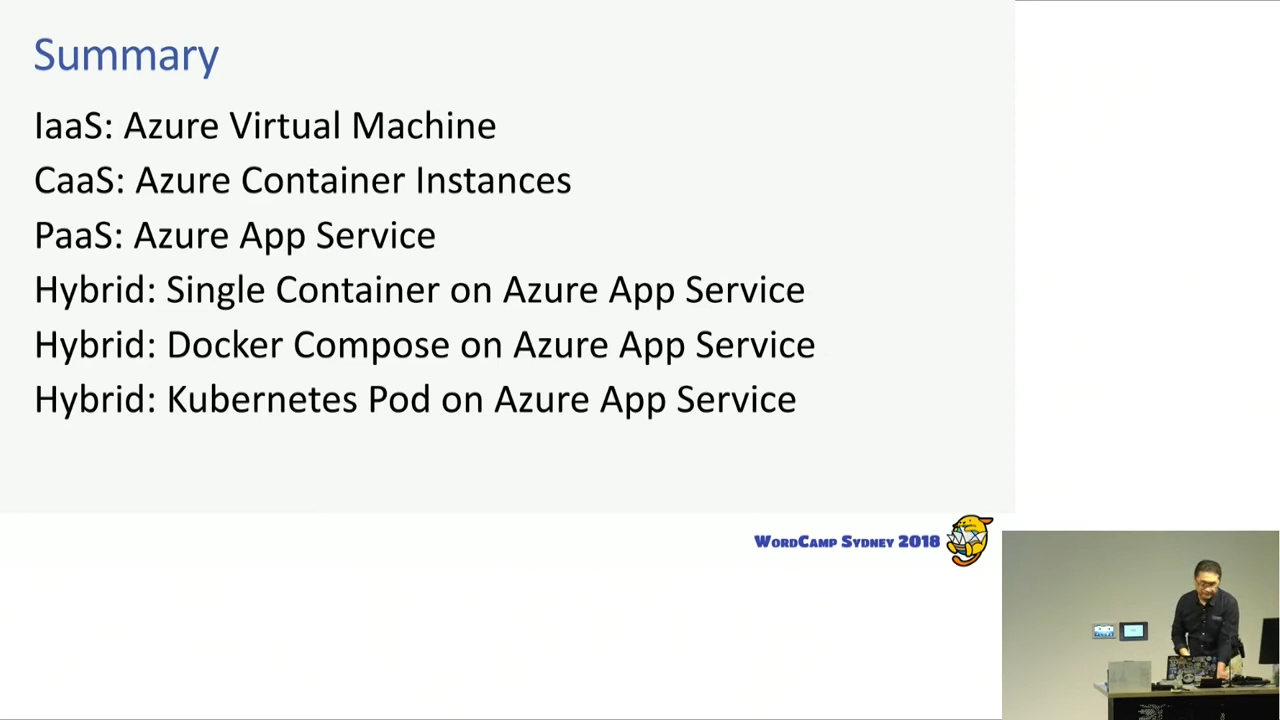 Summary
IaaS: Azure Virtual Machine
CaaS: Azure Container Instances
PaaS: Azure App Service
Hybrid: Single Container on Azure App Service
Hybrid: Docker Compose on Azure App Service
Hybrid: Kubernetes Pod on Azure App Service
WordCamp Sydney 2018